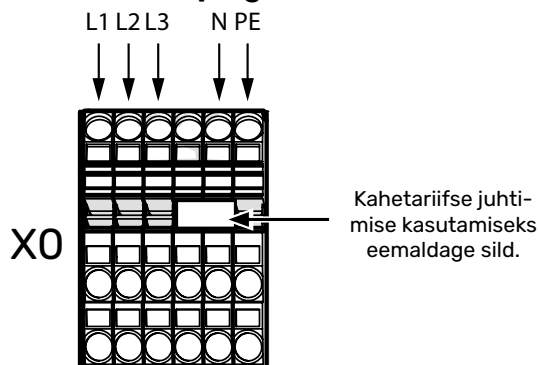 L1 L2 L3 N PE
X0
Kahetariifse juhti-
mise kasutamiseks
eemaldage sild.